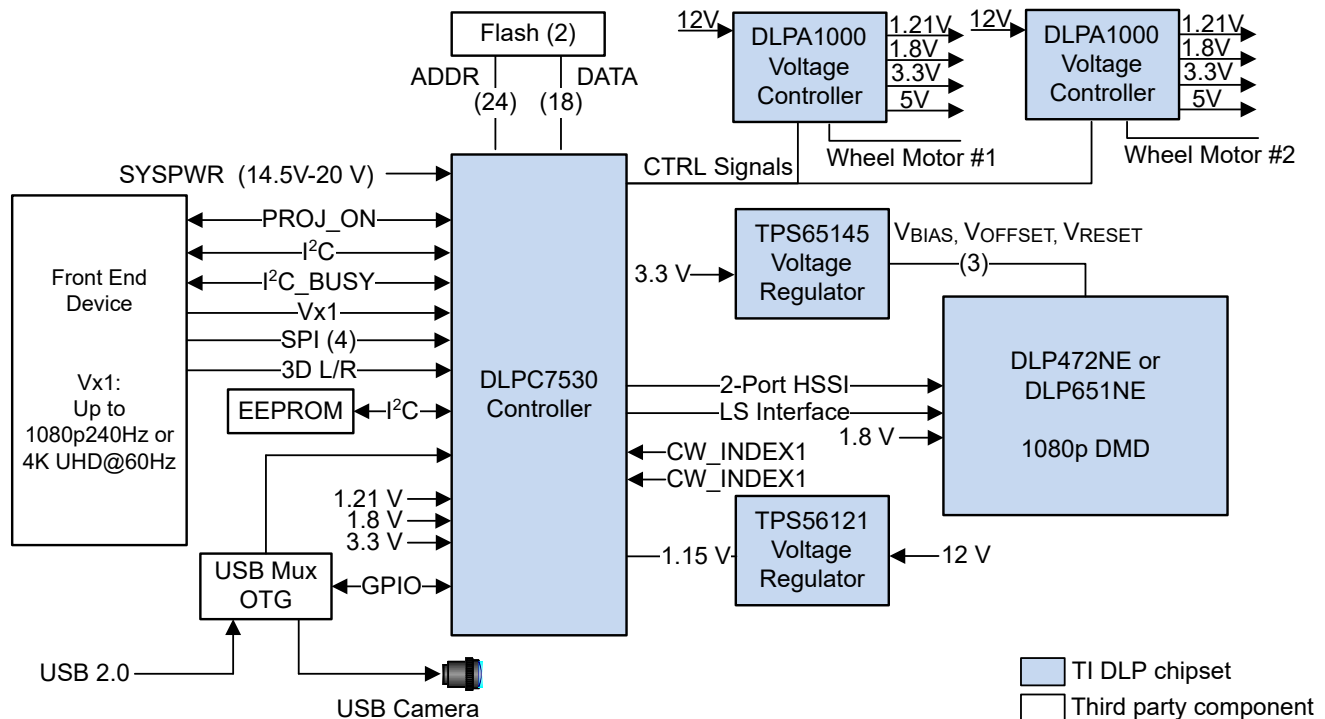 Flash (2)
ADDR
DATA
(24)
(18)
12V
DLPA1000
Voltage
Controller
1.21V
1.8V
3.3V
5V
12V
DLPA1000
Voltage
Controller
1.21V
1.8V
3.3V
5V
Wheel Motor #1
Wheel Motor #2
CTRL Signals
SYSPWR (14.5V-20 V)
Front End
Device
Vx1:
Up to
1080p240Hz or
4K UHD@60Hz
PROJ_ON
I²C
I²C_BUSY
Vx1
SPI (4)
3D L/R
EEPROM
I²C
DLPC7530
Controller
1.21 V
1.8 V
3.3 V
USB Mux
OTG
GPIO
USB 2.0
USB Camera
3.3 V
TPS65145
Voltage
Regulator
VBIAS, VOFFSET, VRESET
(3)
2-Port HSSI
LS Interface
1.8 V
DLP472NE or
DLP651NE
1080p DMD
CW_INDEX1
CW_INDEX1
1.15 V
TPS56121
Voltage
Regulator
12 V
TI DLP chipset
Third party component